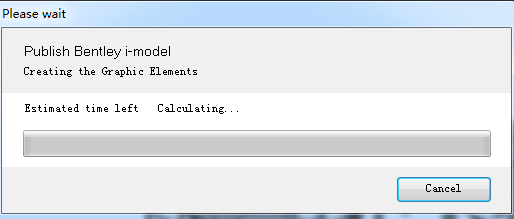 Please wait
Publish Bentley i-model
Creating the Graphic Elements
Estimated time left Calculating...
Cancel